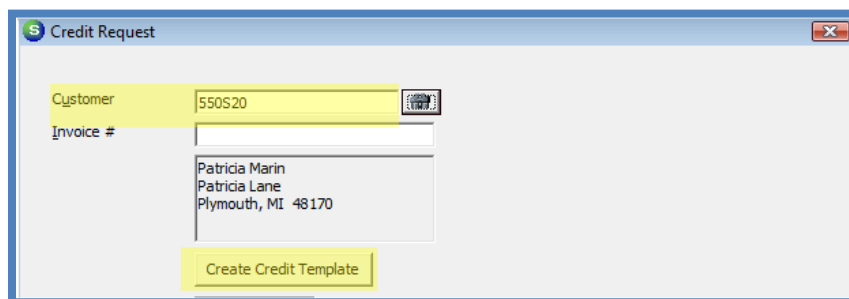 S Credit Request
Customer 550S20
Invoice #
Patricia Marin
Patricia Lane
Plymouth, MI 48170
Create Credit Template